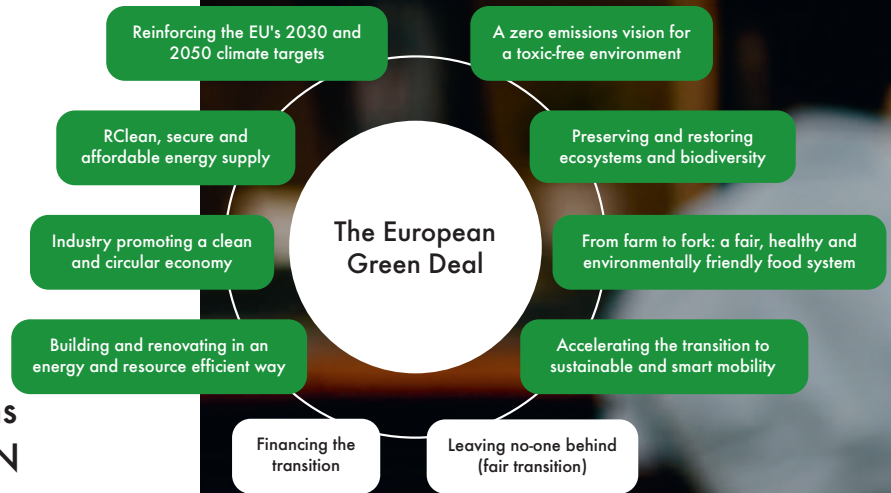 Reinforcing the EU's 2030 and
2050 climate targets
A zero emissions vision for
a toxic-free environment
RClean, secure and
affordable energy supply
Preserving and restoring
ecosystems and biodiversity
The European
Green Deal
Industry promoting a clean
and circular economy
From farm to fork: a fair, healthy and
environmentally friendly food system
Building and renovating in an
energy and resource efficient way
Accelerating the transition to
sustainable and smart mobility
Financing the
transition
Leaving no-one behind
(fair transition)